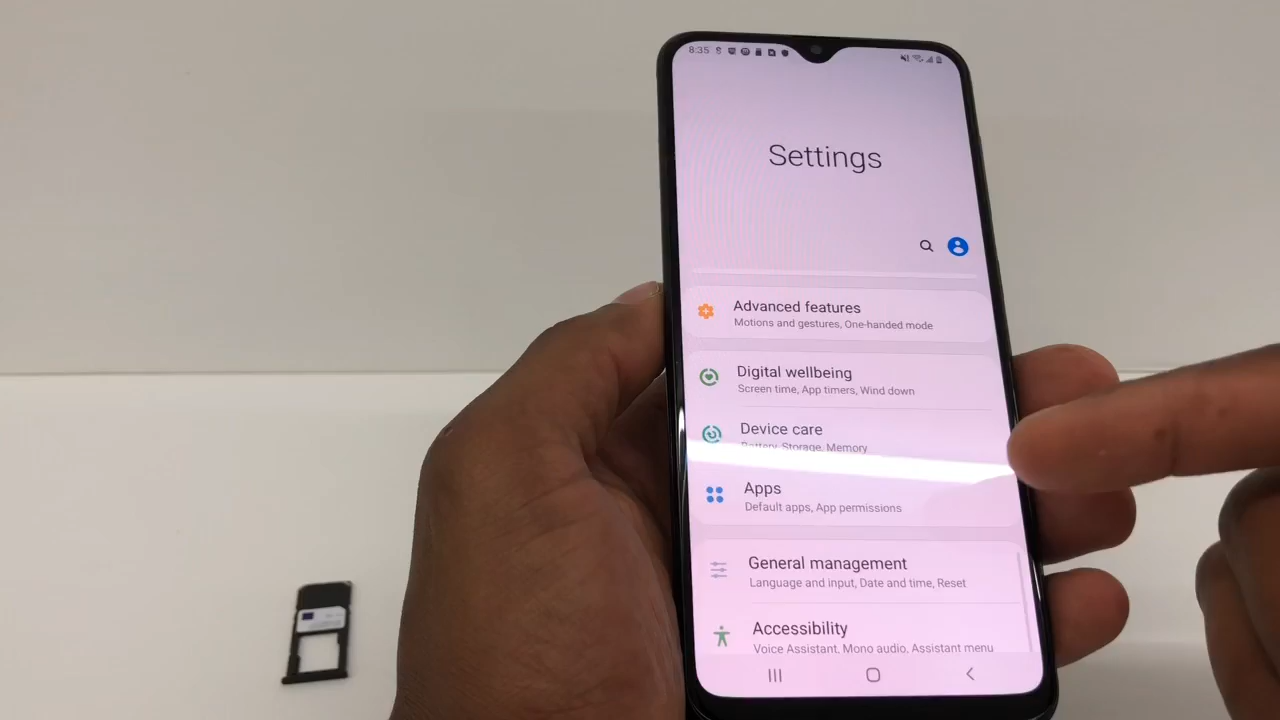 8:35
Settings
Advanced features
Motions and gestures, One-handed mode
Digital wellbeing
Screen time, App timers, Wind down
Device care
Battery, Storage, Memory
Apps
Default apps, App permissions
General management
Language and input, Date and time, Reset
Accessibility
Voice Assistant, Mono audio, Assistant menu